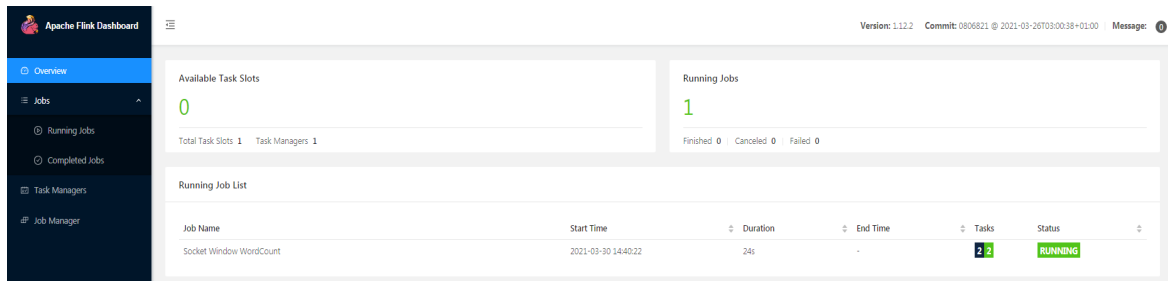 Apache Flink Dashboard
Version: 1.12.2 Commit: 0806821 @ 2021-03-26T03:00:38+01:00 Message: 0
Overview
Jobs
Running Jobs
Completed Jobs
Task Managers
Job Manager
Available Task Slots
0
Total Task Slots 1 Task Managers 1
Running Jobs
1
Finished 0 Canceled 0 Failed 0
Running Job List
Job Name Start Time Duration End Time Tasks Status
Socket Window WordCount 2021-03-30 14:40:22 24s - 2 2 RUNNING